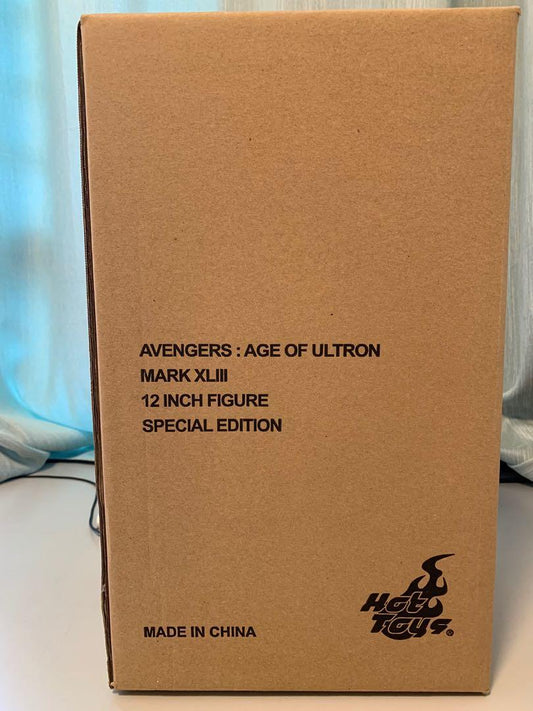 AVENGERS : AGE OF ULTRON
MARK XLIII
12 INCH FIGURE
SPECIAL EDITION
Hot
Toys®
MADE IN CHINA